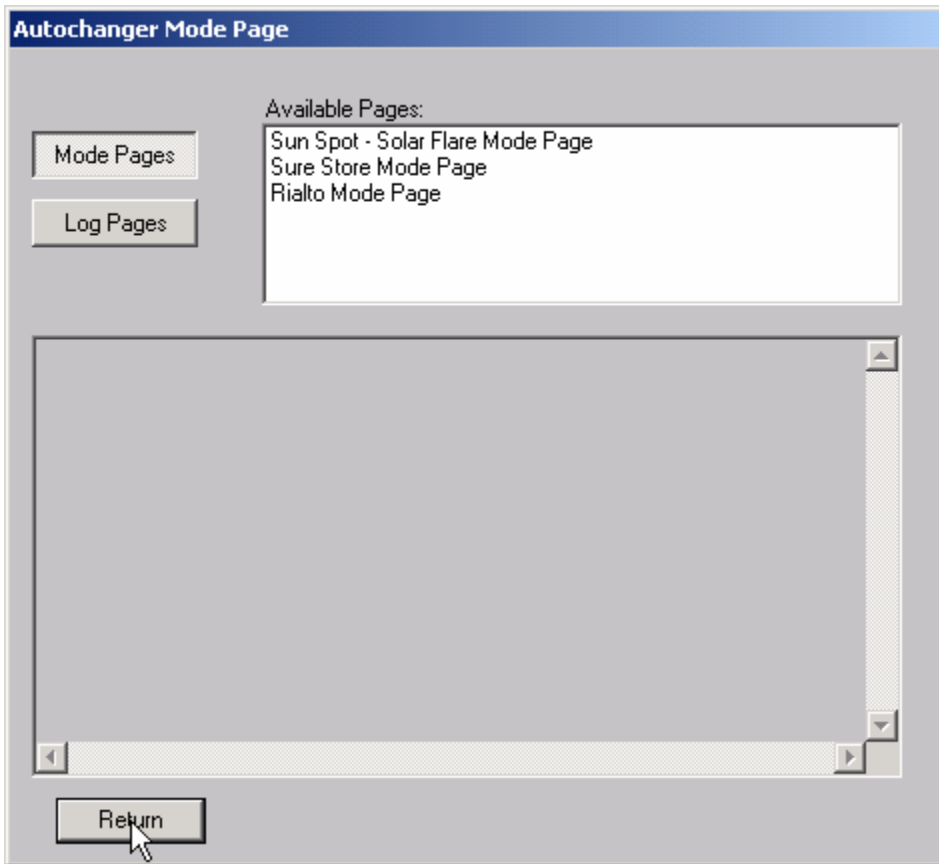 Autochanger Mode Page
Available Pages:
Mode Pages
Sun Spot - Solar Flare Mode Page
Sure Store Mode Page
Rialto Mode Page
Log Pages
Return